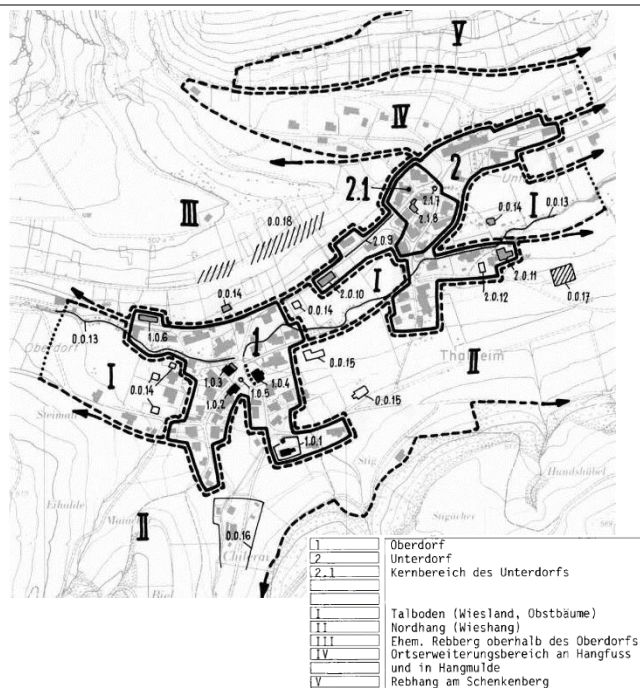 V
IV
2
2.1
2.1.7
2.1.8
III
I
0.0.14
0.0.13
0.0.18
2.0.9
I
2.0.11
2.0.10
2.0.12
0.0.14
0.0.14
0.0.17
0.0.13
1.0.6
1
Oberdorf
Thalheim
II
I
1.0.3
1.0.4
0.0.15
0.0.14
1.0.5
1.0.2
0.0.15
1.0.1
Stig
Hundshübel
II
0.0.16
1 Oberdorf
2 Unterdorf
2.1 Kernbereich des Unterdorfs
I Talboden (Wiesland, Obstbäume)
II Nordhang (Wieshang)
III Ehem. Rebberg oberhalb des Oberdorfs
IV Ortserweiterungsbereich an Hangfuss
und in Hangmulde
V Rebhang am Schenkenberg